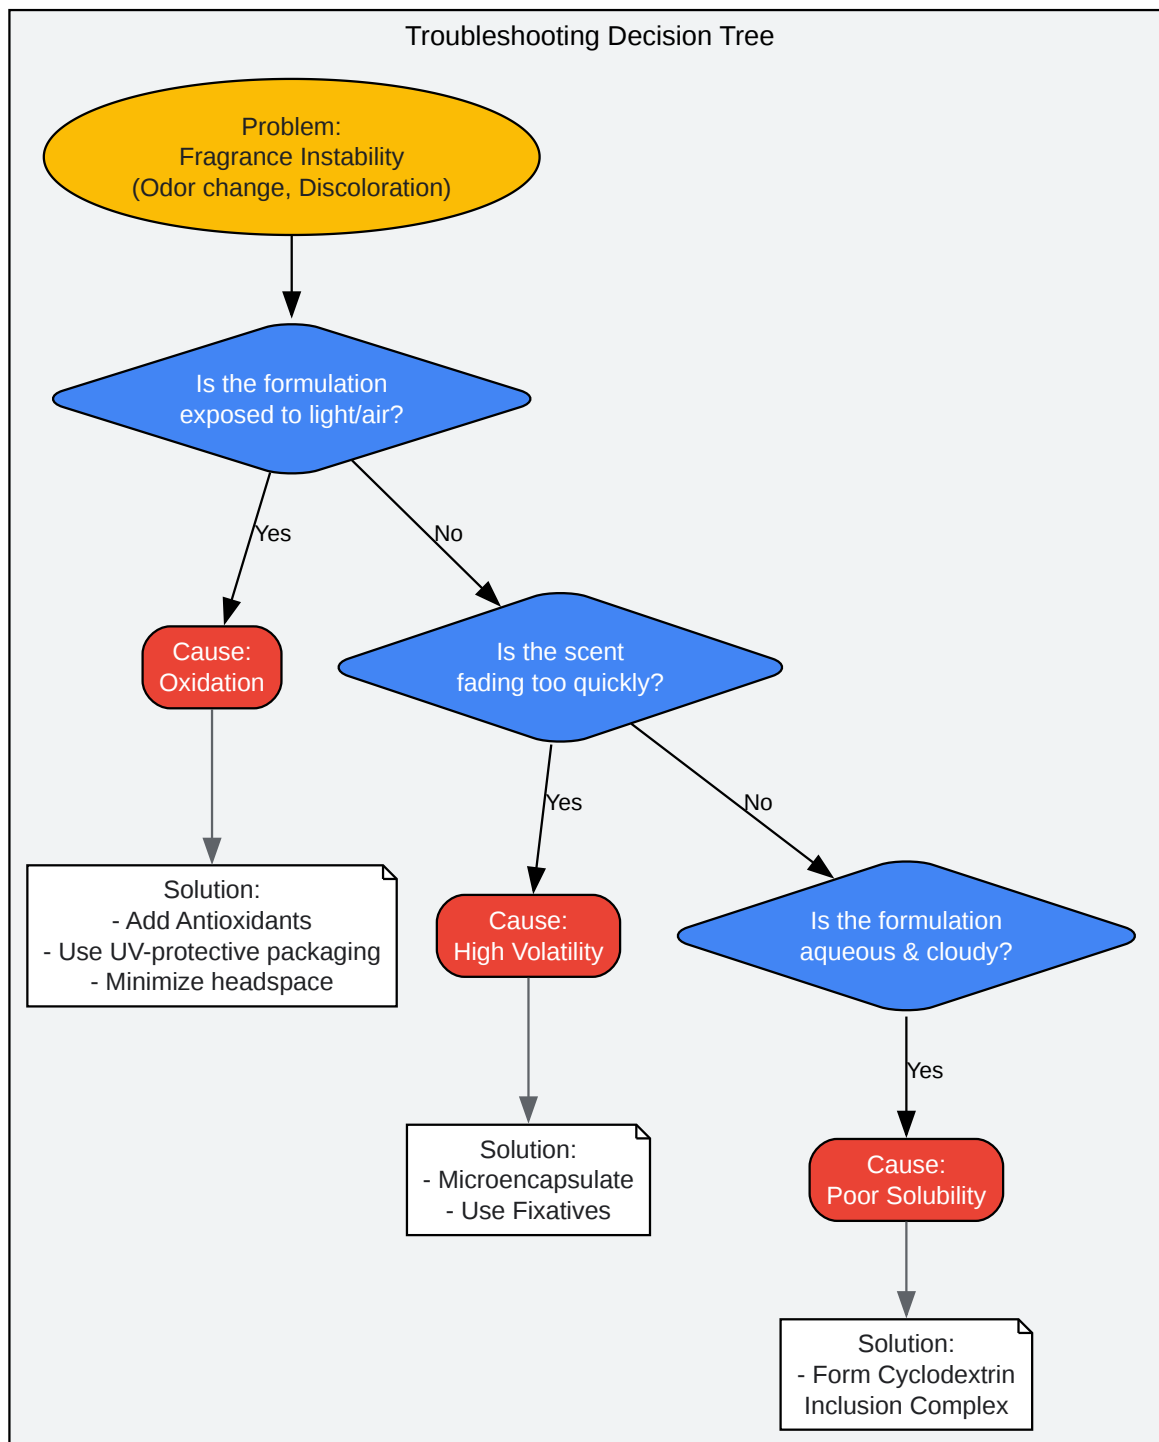 Troubleshooting Decision Tree
Problem:
Fragrance Instability
(Odor change, Discoloration)
Is the formulation
exposed to light/air?
Yes
No
Cause:
Oxidation
Is the scent
fading too quickly?
Yes
No
Solution:
- Add Antioxidants
- Use UV-protective packaging
- Minimize headspace
Cause:
High Volatility
Is the formulation
aqueous & cloudy?
Yes
Solution:
- Microencapsulate
- Use Fixatives
Cause:
Poor Solubility
Solution:
- Form Cyclodextrin
Inclusion Complex